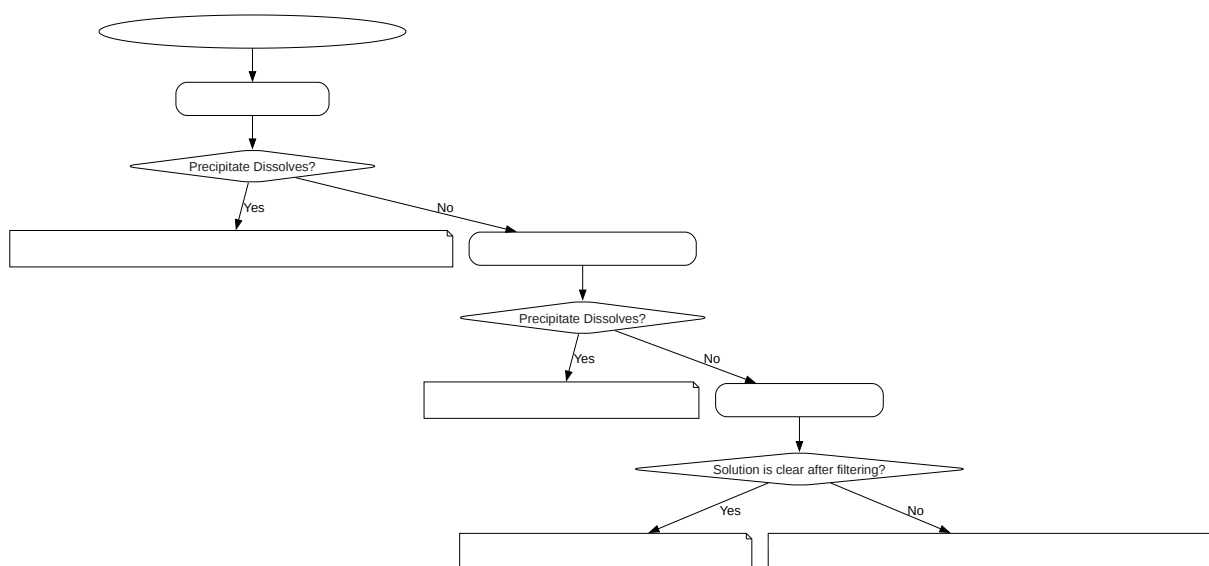 Precipitate Dissolves?
Yes
No
Precipitate Dissolves?
Yes
No
Solution is clear after filtering?
Yes
No